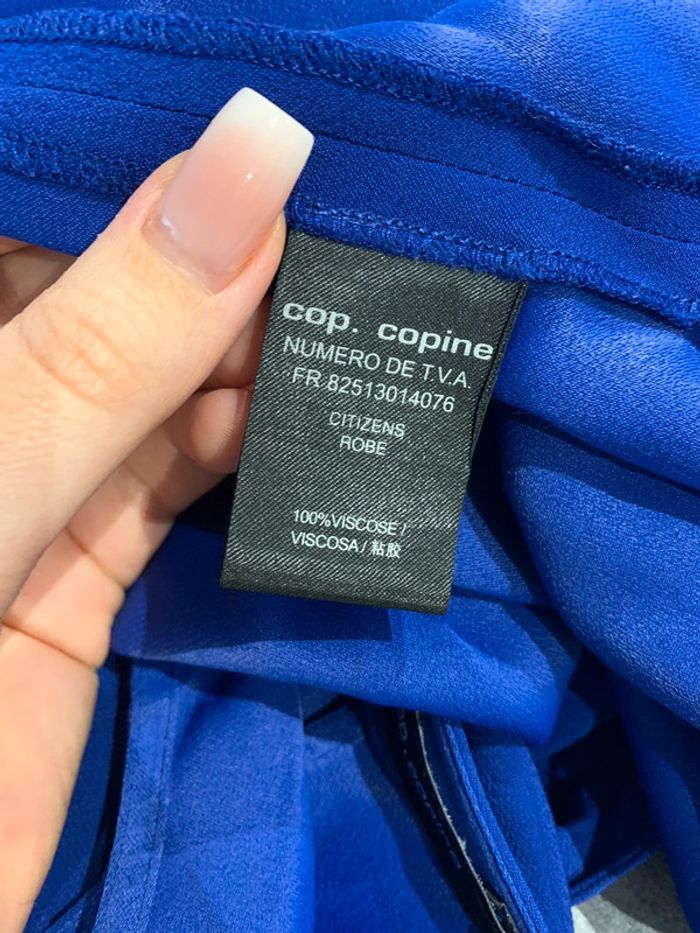 cop. copine
NUMERO DE T.V.A.
FR 82513014076
CITIZENS
ROBE
100%VISCOSE /
VISCOSA / 粘胶